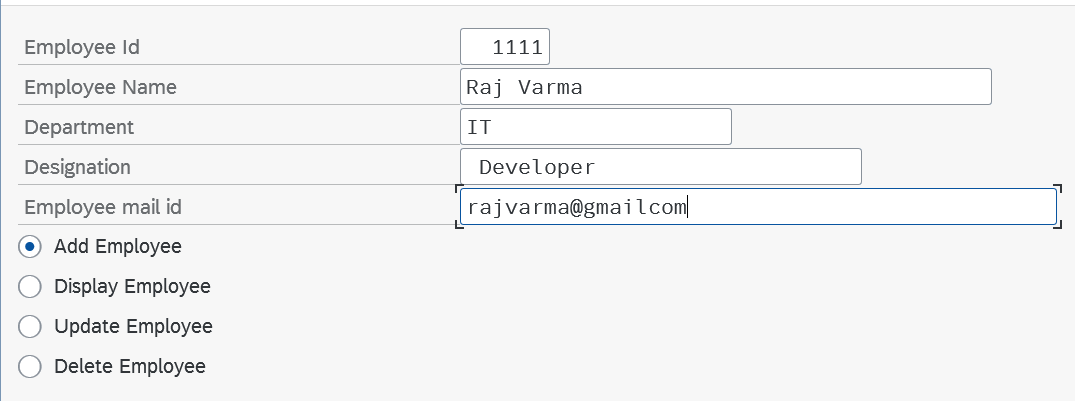 Employee Id 1111
Employee Name Raj Varma
Department IT
Designation Developer
Employee mail id rajvarma@gmailcom
Add Employee
Display Employee
Update Employee
Delete Employee